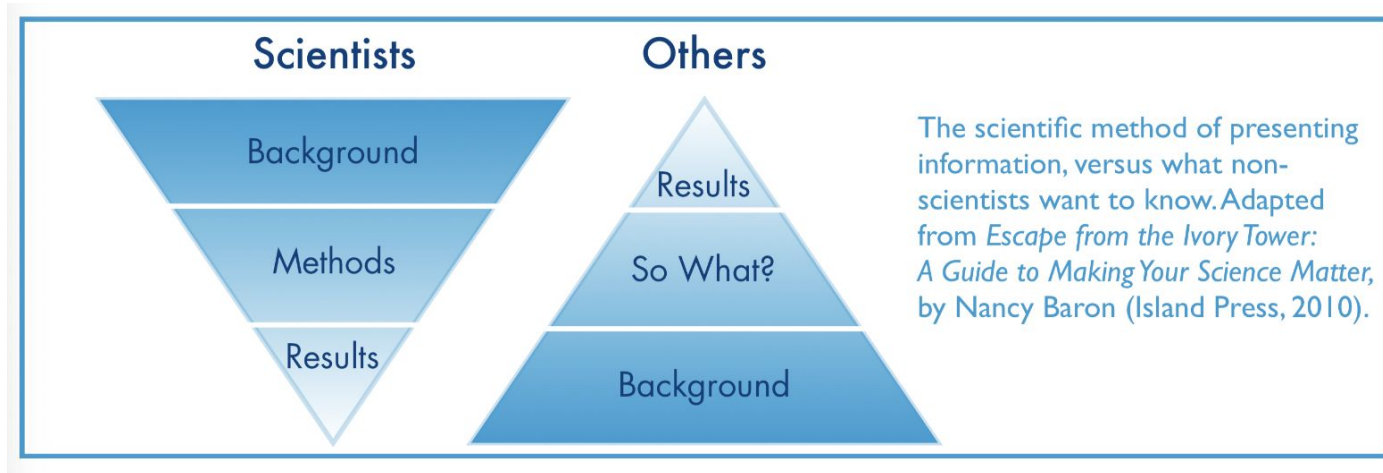 Scientists
Background
Methods
Results
Others
Results
So What?
Background
The scientific method of presenting
information, versus what non-
scientists want to know. Adapted
from Escape from the Ivory Tower:
A Guide to Making Your Science Matter,
by Nancy Baron (Island Press, 2010).